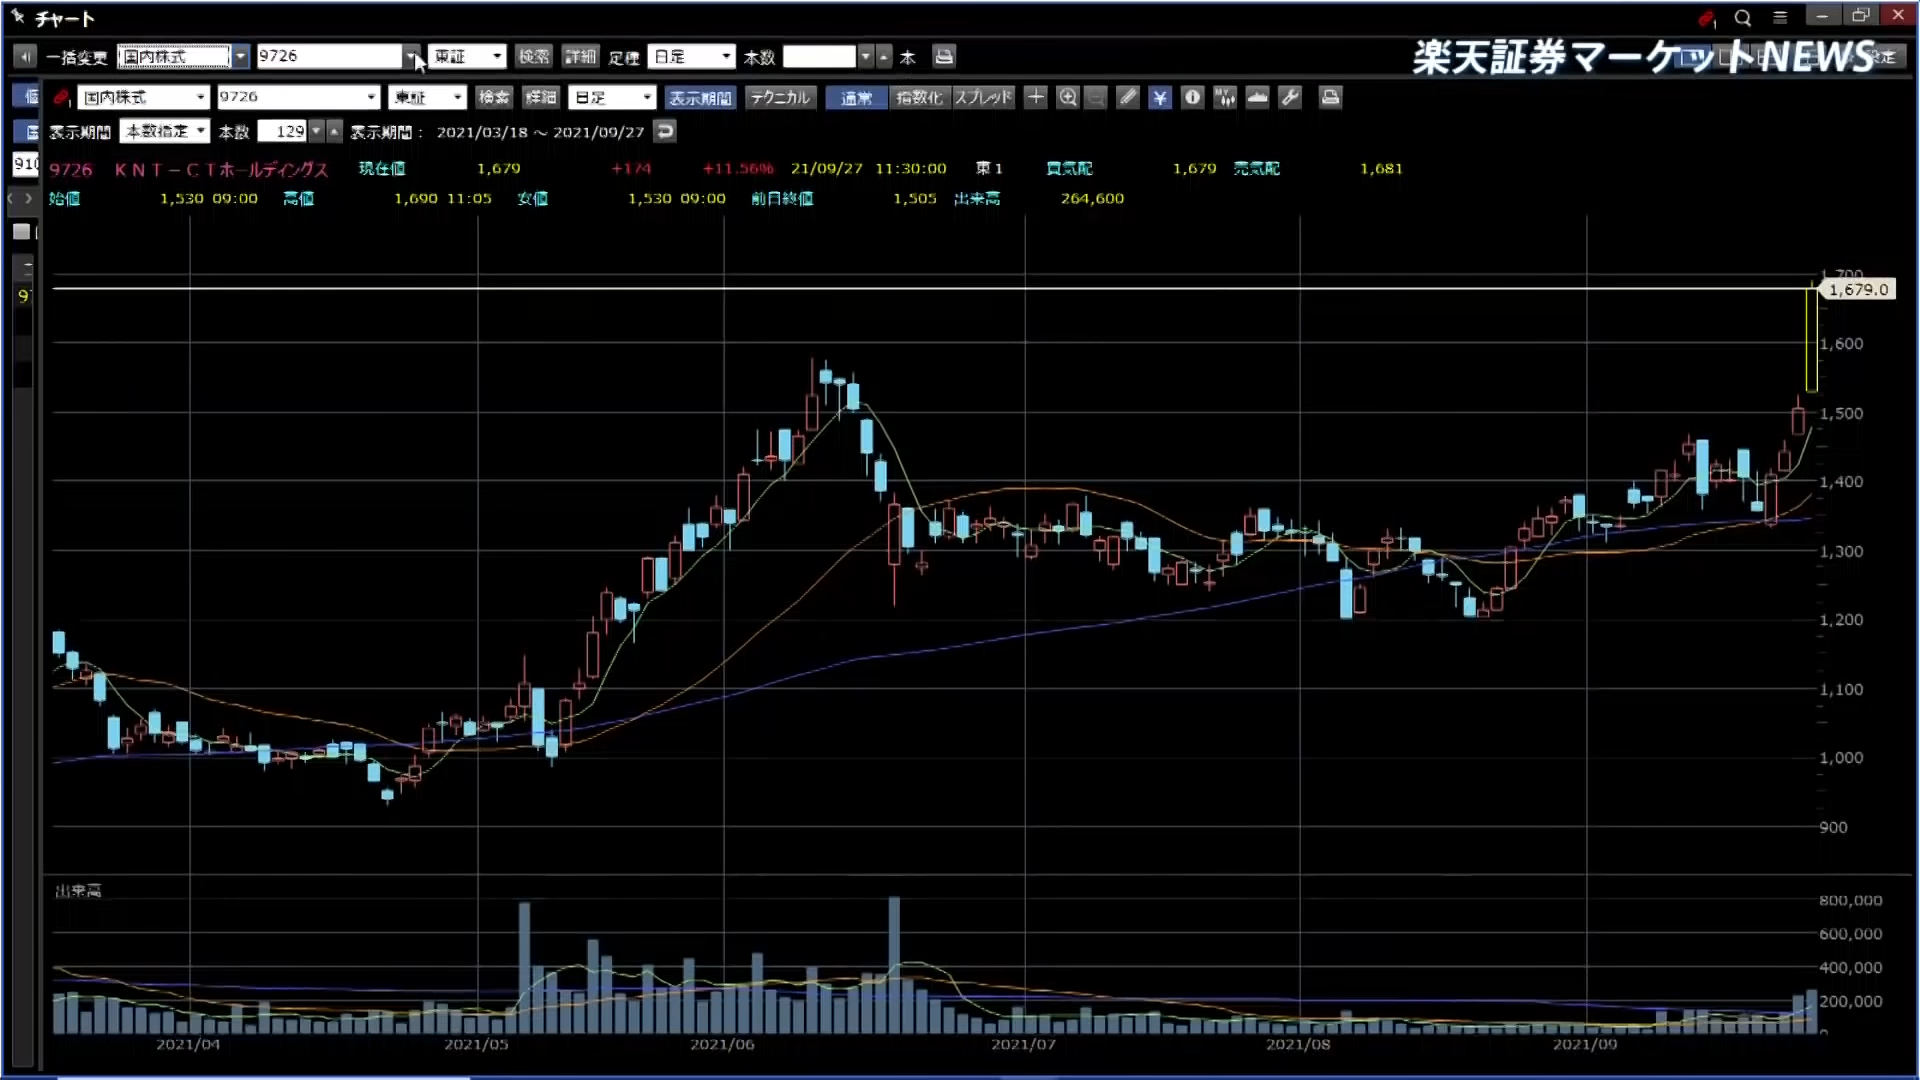 チャート
一括変更 国内株式 9726 東証 検索 詳細 足種 日足 本数 本
楽天証券マーケットNEWS
国内株式 9726 東証 検索 詳細 日足 表示期間 テクニカル 通常 指数化 スプレッド
表示期間 本数指定 本数 129 表示期間： 2021/03/18 ～ 2021/09/27
9726 ＫＮＴ－ＣＴホールディングス 現在値 1,679 +174 +11.56% 21/09/27 11:30:00 東1 買気配 1,679 売気配 1,681
始値 1,530 09:00 高値 1,690 11:05 安値 1,530 09:00 前日終値 1,505 出来高 264,600
1,700
1,679.0
1,600
1,500
1,400
1,300
1,200
1,100
1,000
900
出来高
800,000
600,000
400,000
200,000
0
2021/04 2021/05 2021/06 2021/07 2021/08 2021/09